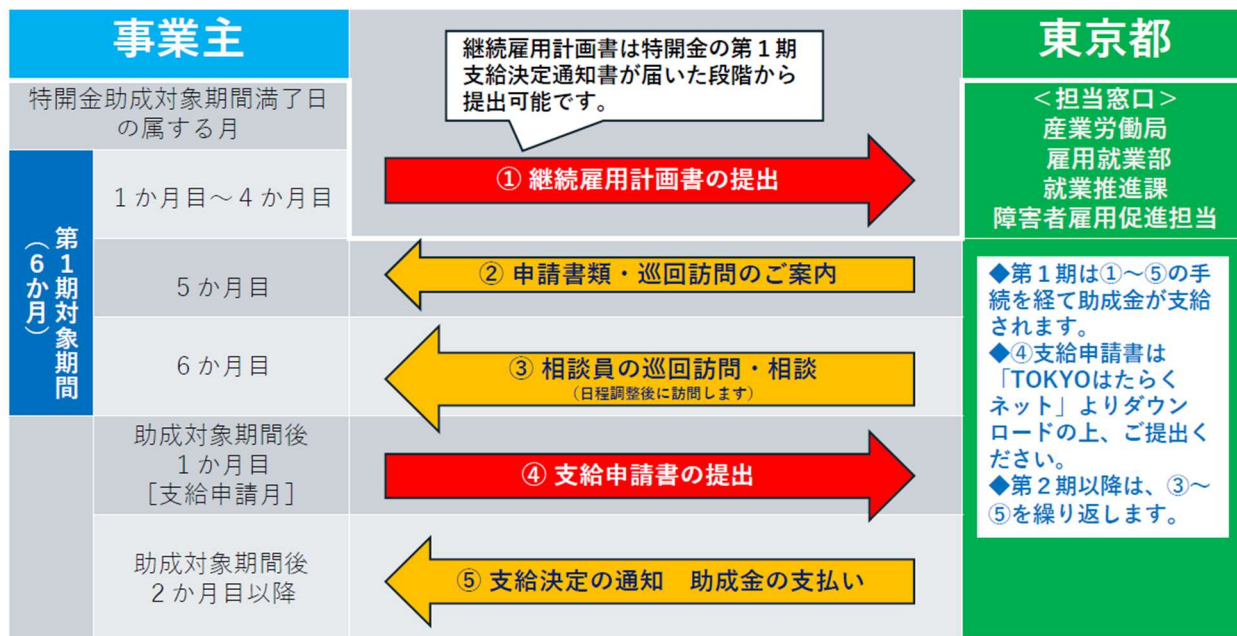 事業主
東京都
継続雇用計画書は特開金の第１期
支給決定通知書が届いた段階から
提出可能です。
特開金助成対象期間満了日
の属する月
＜担当窓口＞
産業労働局
雇用就業部
就業推進課
障害者雇用促進担当
第１期対象期間
（６か月）
１か月目～４か月目
① 継続雇用計画書の提出
５か月目
② 申請書類・巡回訪問のご案内
６か月目
③ 相談員の巡回訪問・相談
（日程調整後に訪問します）
助成対象期間後
１か月目
［支給申請月］
④ 支給申請書の提出
助成対象期間後
２か月目以降
⑤ 支給決定の通知　助成金の支払い
◆第１期は①～⑤の手
続を経て助成金が支給
されます。
◆④支給申請書は
「TOKYOはたらく
ネット」よりダウン
ロードの上、ご提出く
ださい。
◆第２期以降は、③～
⑤を繰り返します。